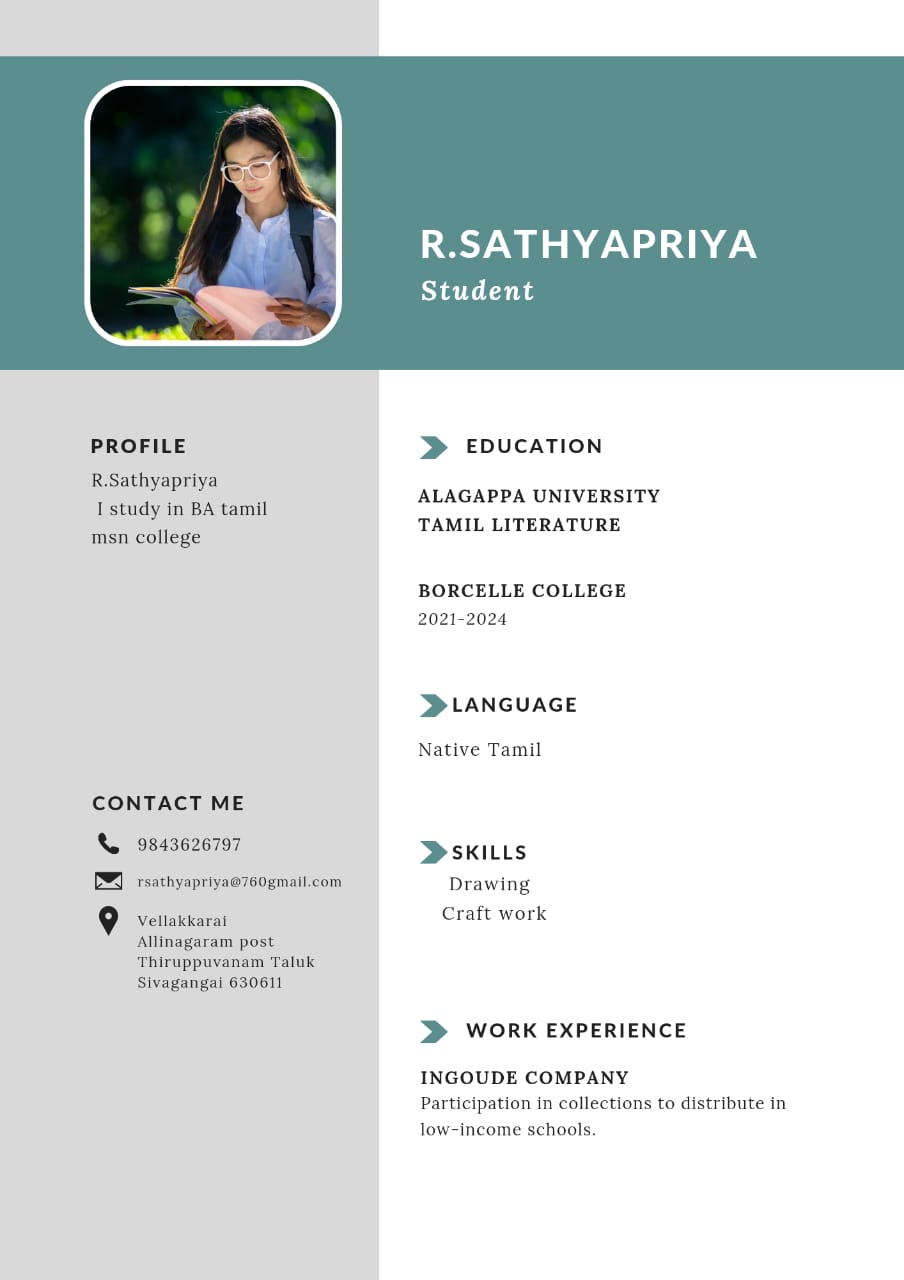 R.SATHYAPRIYA
Student
PROFILE
R.Sathyapriya
I study in BA tamil
msn college
CONTACT ME
9843626797
rsathyapriya@760gmail.com
Vellakkarai
Allinagaram post
Thiruppuvanam Taluk
Sivagangai 630611
EDUCATION
ALAGAPPA UNIVERSITY
TAMIL LITERATURE
BORCELLE COLLEGE
2021-2024
LANGUAGE
Native Tamil
SKILLS
Drawing
Craft work
WORK EXPERIENCE
INGOUDE COMPANY
Participation in collections to distribute in
low-income schools.